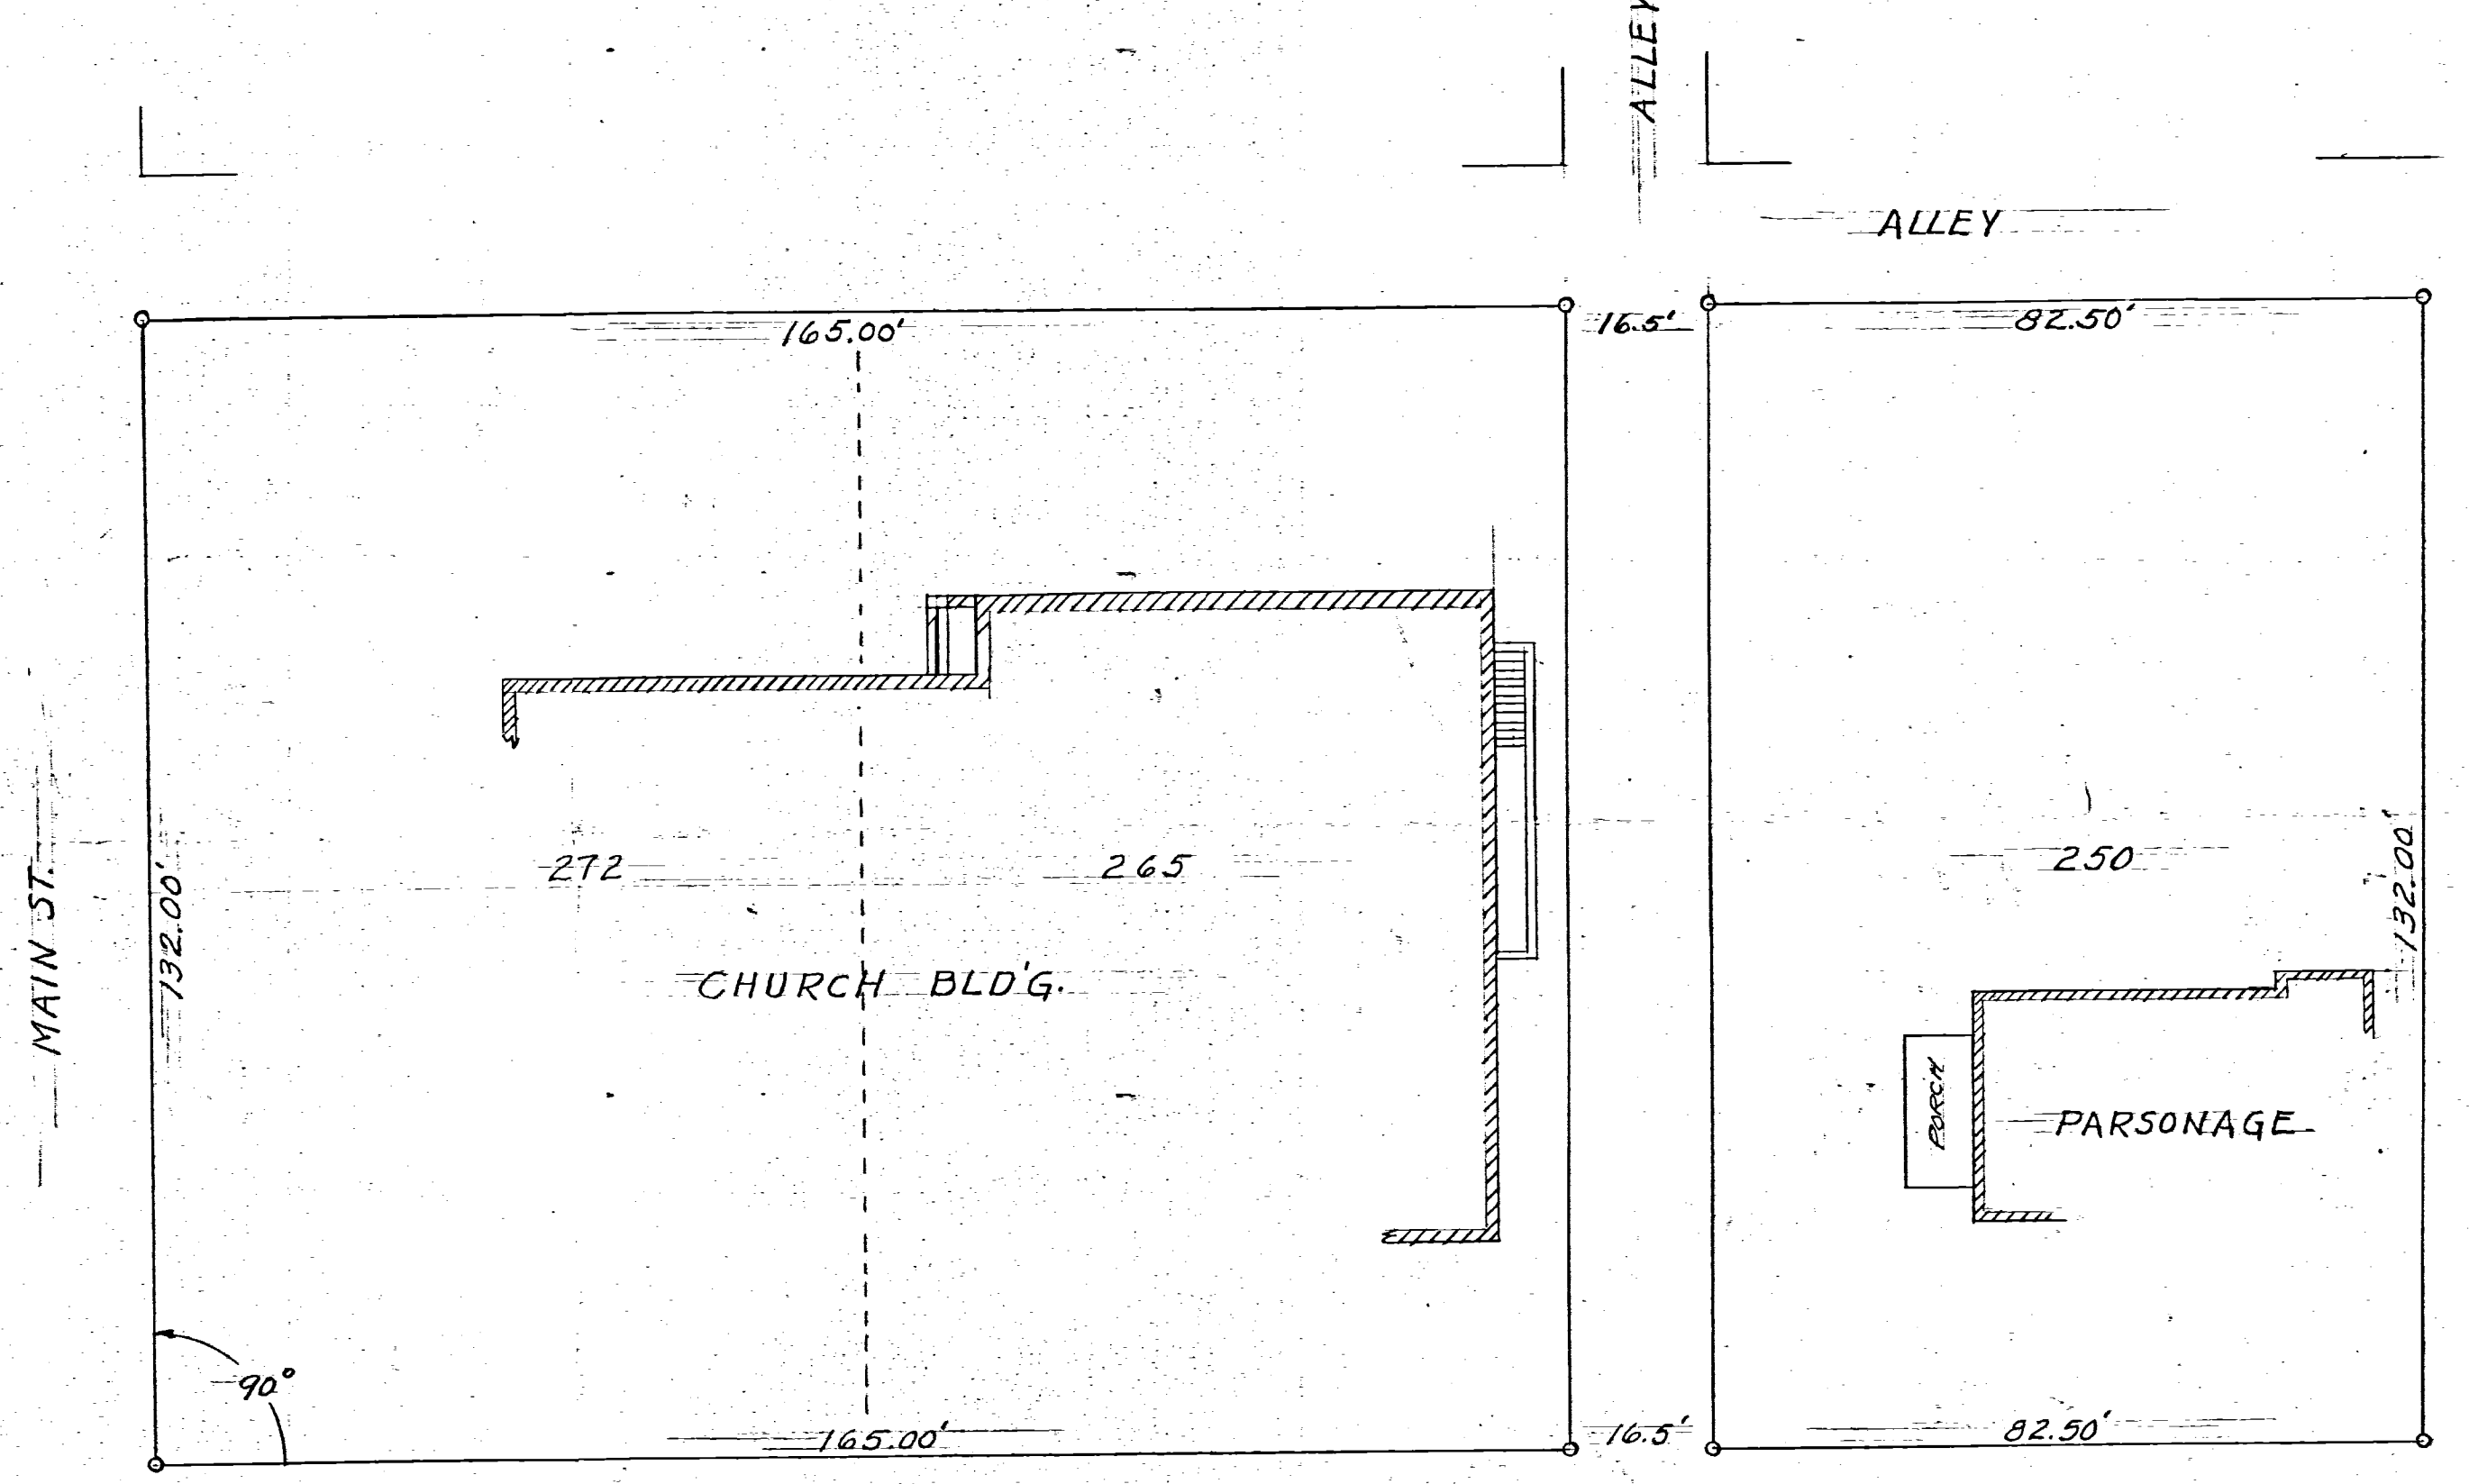 ALLEY
ALLEY
165.00'
16.5'
82.50'
MAIN ST.
132.00'
272
265
250
132.00'
CHURCH BLD'G.
PORCH
PARSONAGE
90°
165.00'
16.5'
82.50'